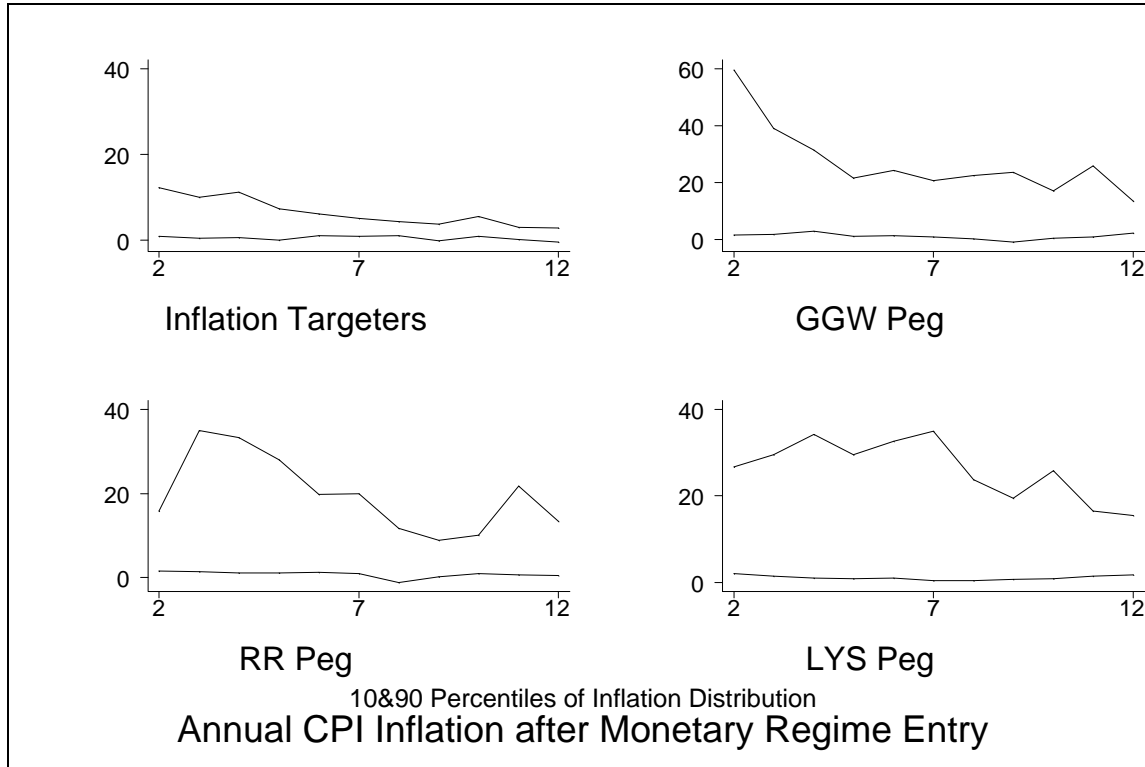 40
20
0
2 7 12
Inflation Targeters
60
40
20
0
2 7 12
GGW Peg
40
20
0
2 7 12
RR Peg
40
20
0
2 7 12
LYS Peg
10&90 Percentiles of Inflation Distribution
Annual CPI Inflation after Monetary Regime Entry